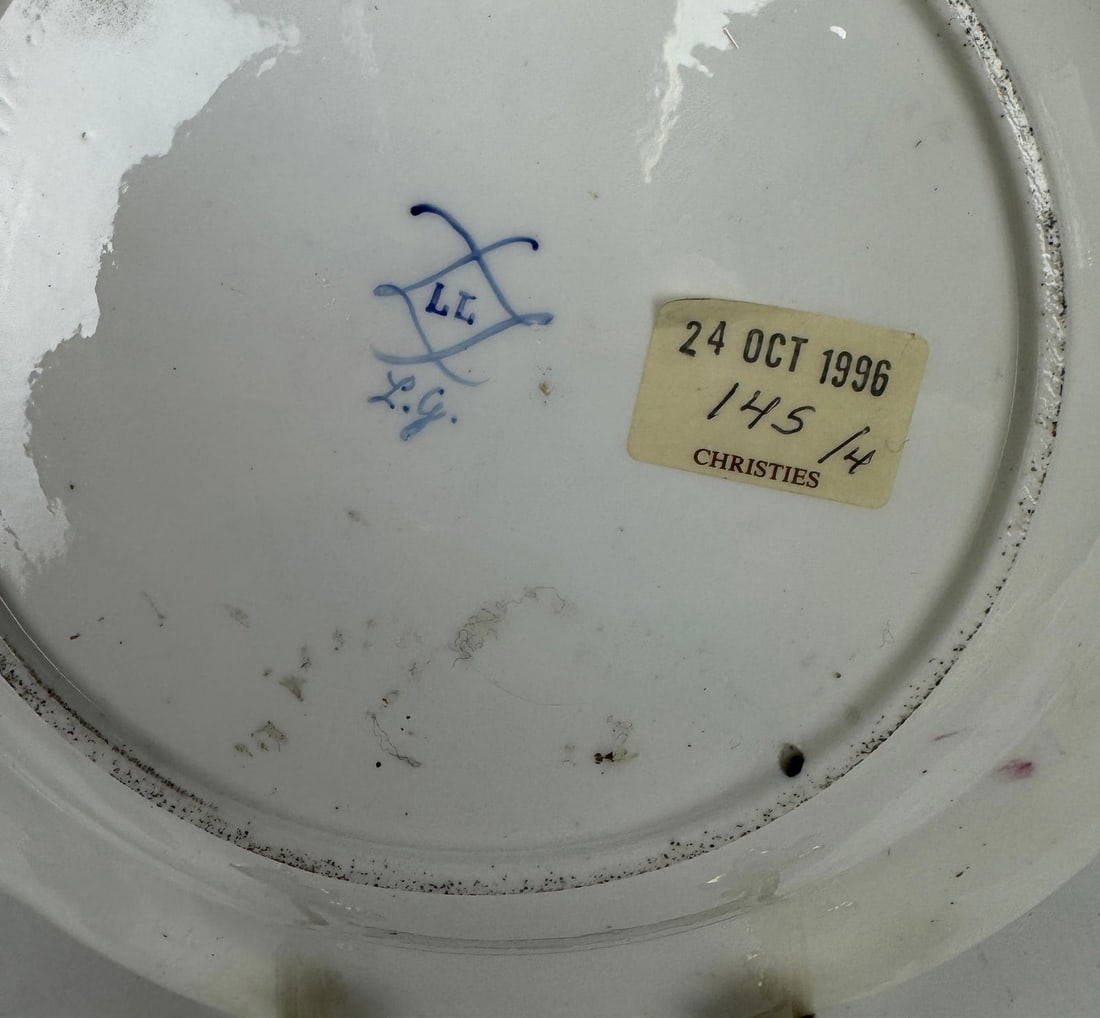 LL
L.G.
24 OCT 1996
145/4
CHRISTIES